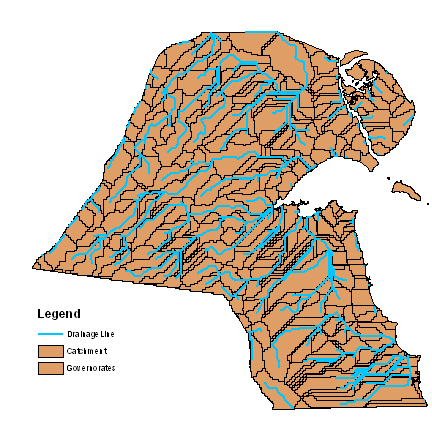 Legend
Drainage Line
Catchment
Governorates